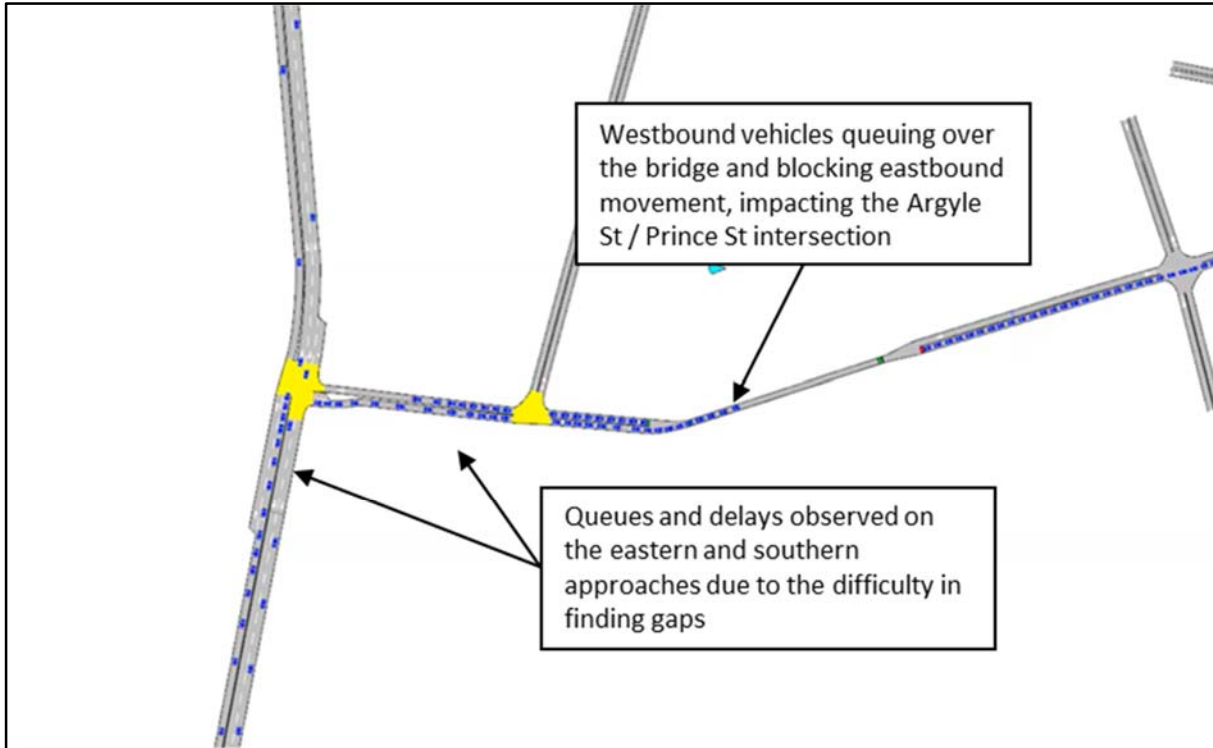 Westbound vehicles queuing over
the bridge and blocking eastbound
movement, impacting the Argyle
St / Prince St intersection
Queues and delays observed on
the eastern and southern
approaches due to the difficulty in
finding gaps